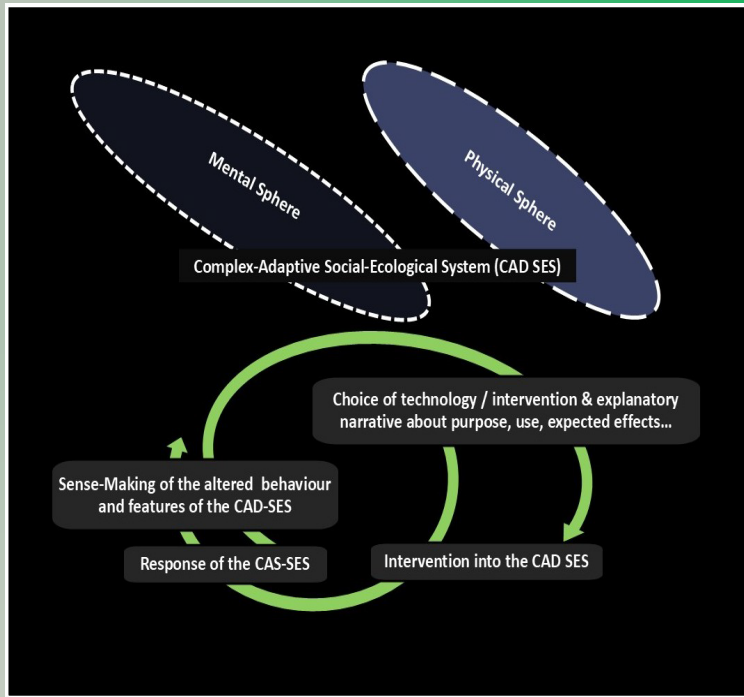 Mental Sphere
Physical Sphere
Complex-Adaptive Social-Ecological System (CAD SES)
Choice of technology / intervention & explanatory
narrative about purpose, use, expected effects...
Sense-Making of the altered behaviour
and features of the CAD-SES
Response of the CAS-SES
Intervention into the CAD SES